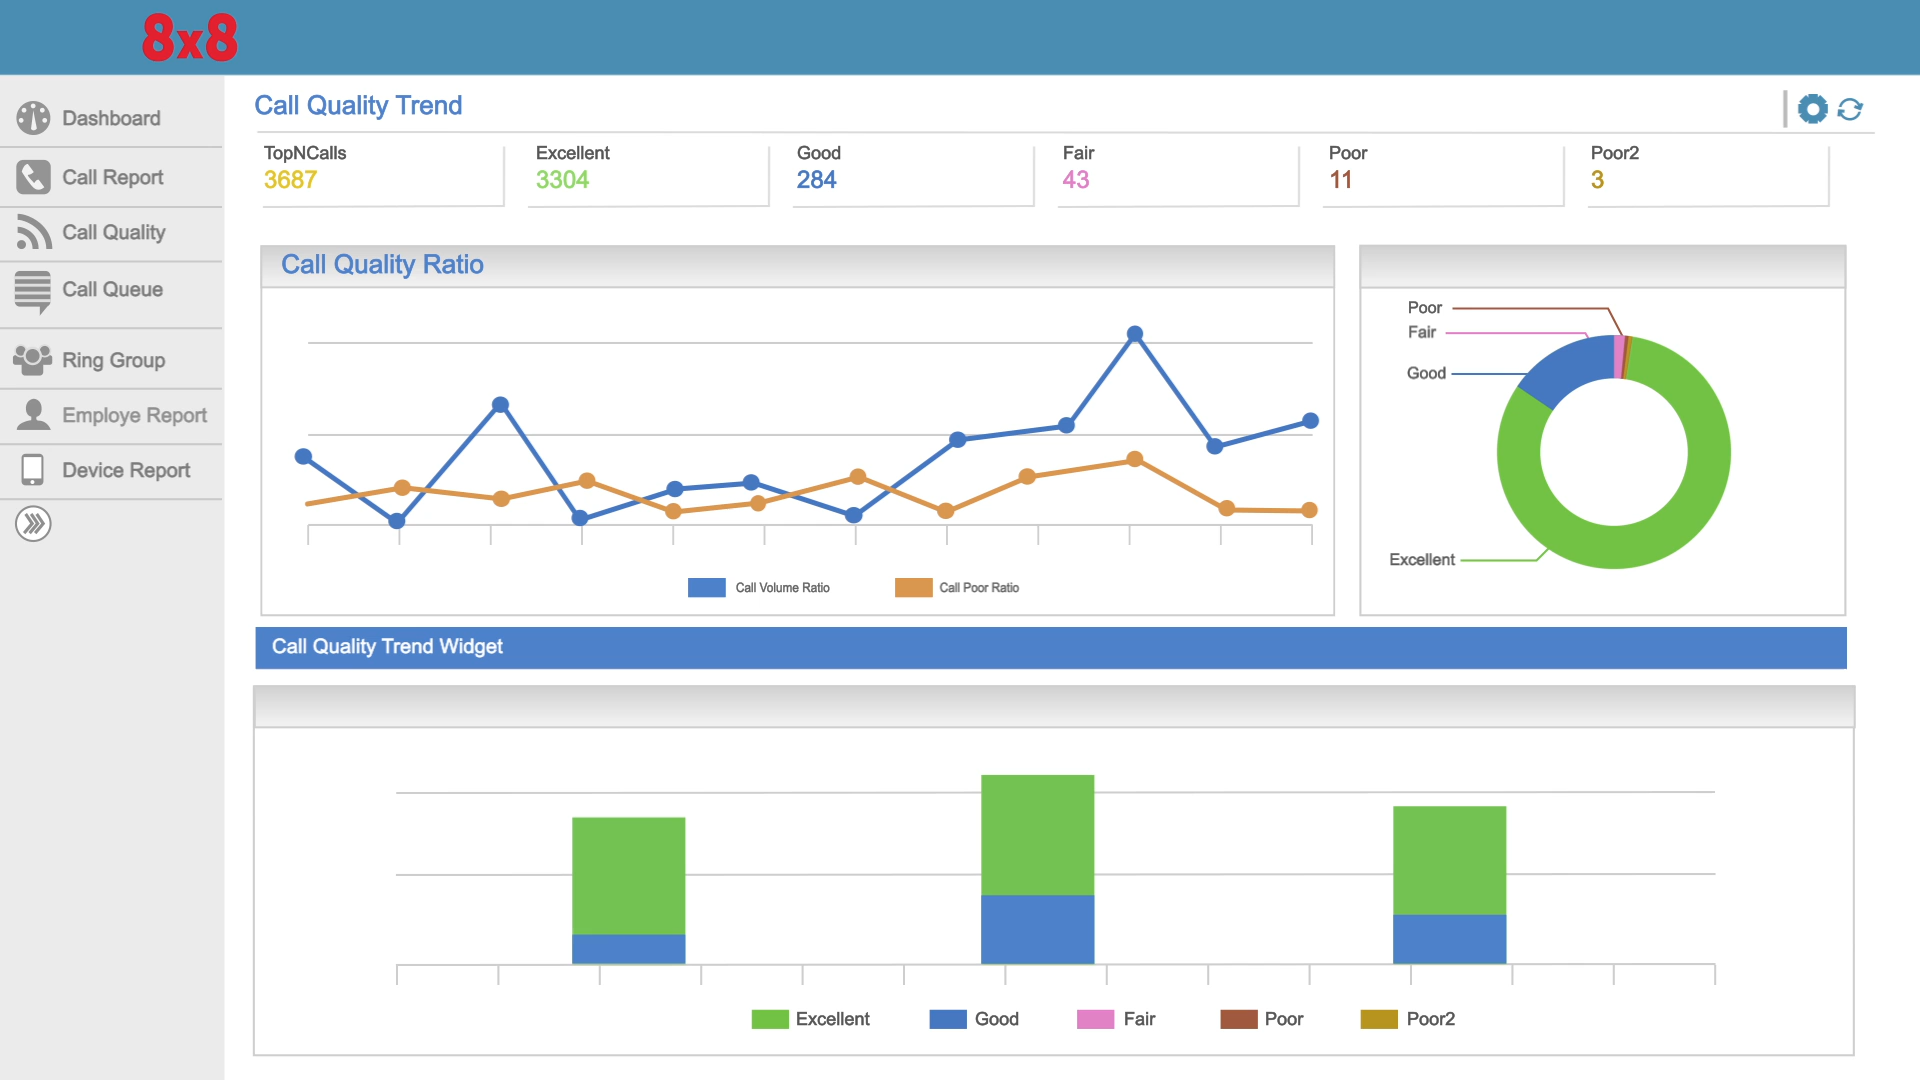 8x8
Dashboard
Call Report
Call Quality
Call Queue
Ring Group
Employe Report
Device Report
Call Quality Trend
TopNCalls
3687
Excellent
3304
Good
284
Fair
43
Poor
11
Poor2
3
Call Quality Ratio
Call Volume Ratio
Call Poor Ratio
Poor
Fair
Good
Excellent
Call Quality Trend Widget
Excellent
Good
Fair
Poor
Poor2